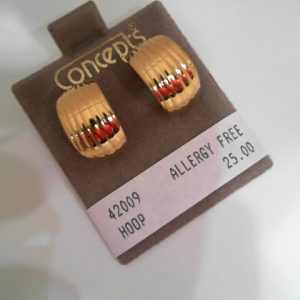 Concepts
42009 ALLERGY FREE
HOOP 25.00